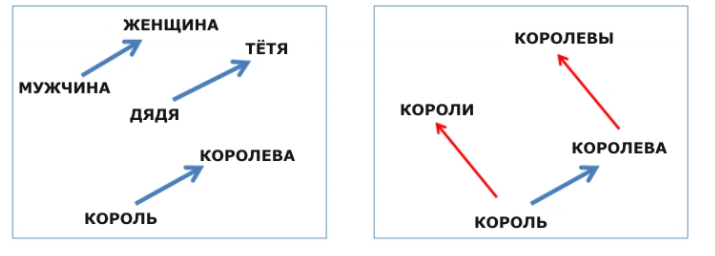 ЖЕНЩИНА
ТЁТЯ
МУЖЧИНА
ДЯДЯ
КОРОЛЕВА
КОРОЛЬ
КОРОЛЕВЫ
КОРОЛИ
КОРОЛЕВА
КОРОЛЬ